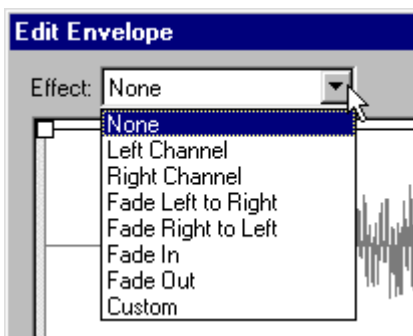 Edit Envelope
Effect: None
None
Left Channel
Right Channel
Fade Left to Right
Fade Right to Left
Fade In
Fade Out
Custom